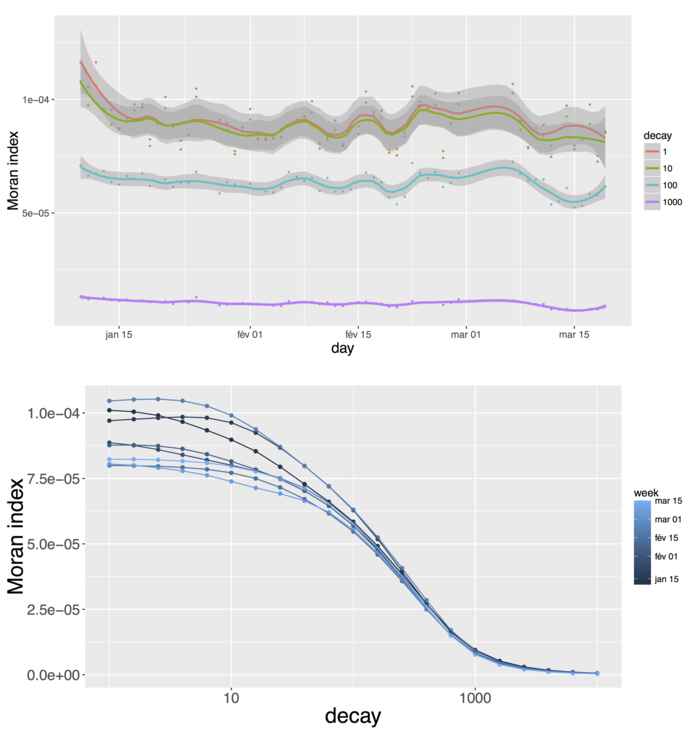 1e−04
5e−05
Moran index
jan 15
fév 01
fév 15
mar 01
mar 15
day
decay
1
10
100
1000
1.0e−04
7.5e−05
5.0e−05
2.5e−05
0.0e+00
Moran index
10
1000
decay
week
mar 15
mar 01
fév 15
fév 01
jan 15